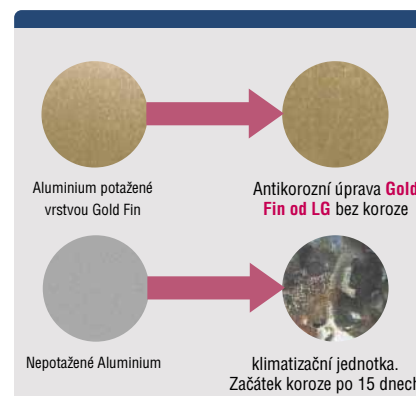 Aluminium potažené
vrstvou Gold Fin
Antikorozní úprava Gold
Fin od LG bez koroze
Nepotažené Aluminium
klimatizační jednotka.
Začátek koroze po 15 dnech